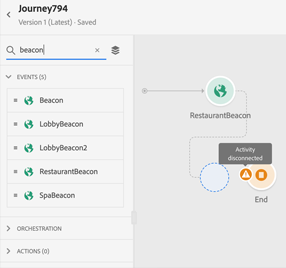 Journey794
Version 1 (Latest) - Saved
beacon
EVENTS (5)
Beacon
LobbyBeacon
LobbyBeacon2
RestaurantBeacon
SpaBeacon
ORCHESTRATION
ACTIONS (0)
RestaurantBeacon
Activity
disconnected
End